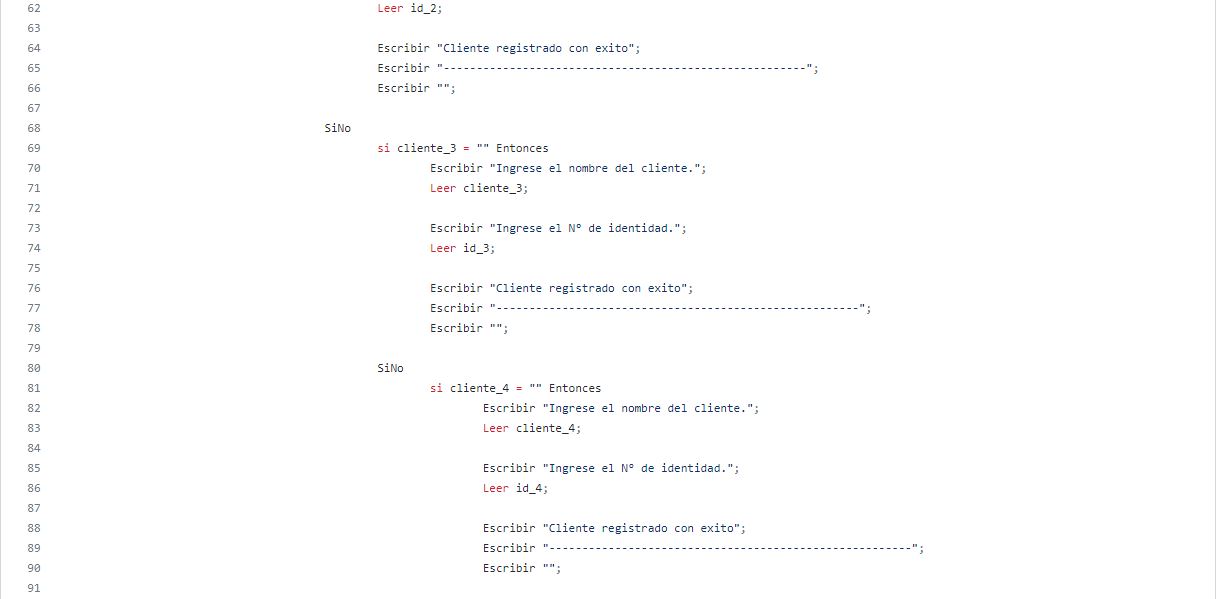 62 Leer id_2;
63
64 Escribir "Cliente registrado con exito";
65 Escribir "-------------------------------------------------------";
66 Escribir "";
67
68 SiNo
69 si cliente_3 = "" Entonces
70 Escribir "Ingrese el nombre del cliente.";
71 Leer cliente_3;
72
73 Escribir "Ingrese el Nº de identidad.";
74 Leer id_3;
75
76 Escribir "Cliente registrado con exito";
77 Escribir "-------------------------------------------------------";
78 Escribir "";
79
80 SiNo
81 si cliente_4 = "" Entonces
82 Escribir "Ingrese el nombre del cliente.";
83 Leer cliente_4;
84
85 Escribir "Ingrese el Nº de identidad.";
86 Leer id_4;
87
88 Escribir "Cliente registrado con exito";
89 Escribir "-------------------------------------------------------";
90 Escribir "";
91